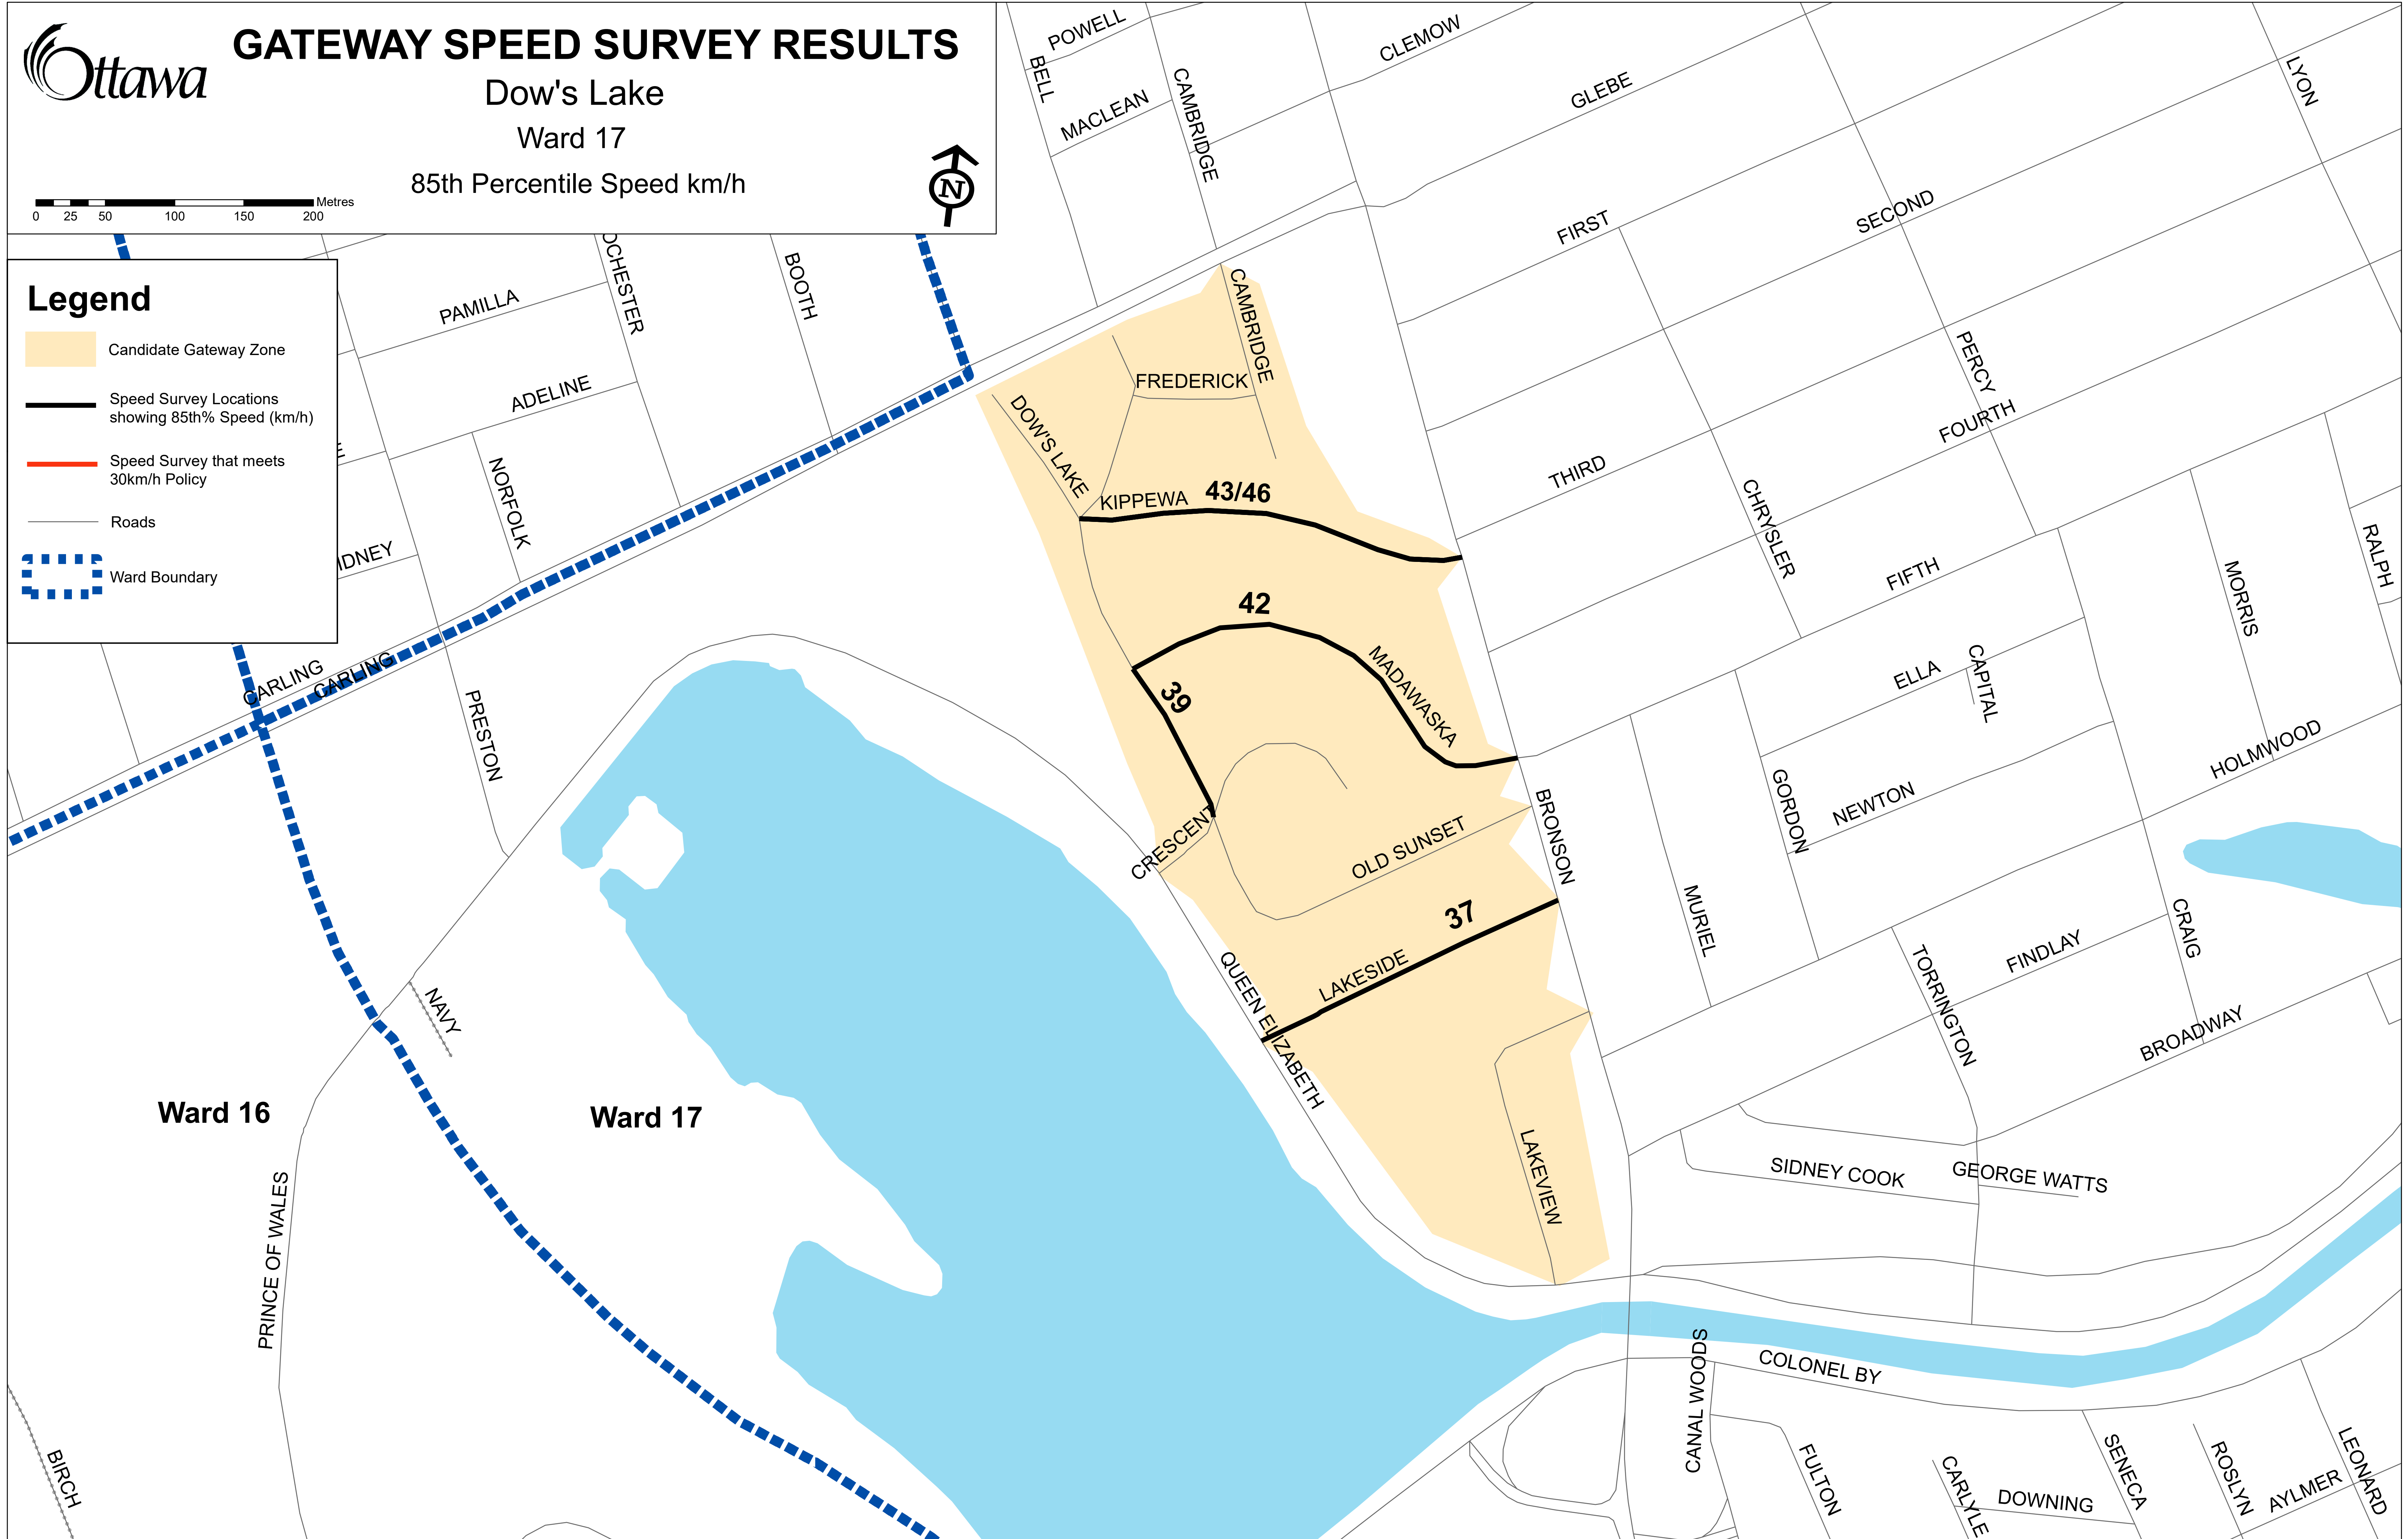 Ottawa
GATEWAY SPEED SURVEY RESULTS
Dow's Lake
Ward 17
85th Percentile Speed km/h
N
Metres
0 25 50 100 150 200
Legend
Candidate Gateway Zone
Speed Survey Locations
showing 85th% Speed (km/h)
Speed Survey that meets
30km/h Policy
Roads
Ward Boundary
POWELL
BELL
MACLEAN
CAMBRIDGE
CLEMOW
GLEBE
LYON
FIRST
SECOND
OCHESTER
BOOTH
PAMILLA
ADELINE
E
NORFOLK
IDNEY
CAMBRIDGE
FREDERICK
DOW'S LAKE
KIPPEWA
43/46
THIRD
PERCY
FOURTH
CHRYSLER
FIFTH
MORRIS
RALPH
42
MADAWASKA
39
CARLING
CARLING
PRESTON
ELLA
CAPITAL
HOLMWOOD
GORDON
NEWTON
BRONSON
CRESCENT
OLD SUNSET
37
LAKESIDE
MURIEL
CRAIG
QUEEN ELIZABETH
TORRINGTON
FINDLAY
BROADWAY
NAVY
Ward 16
Ward 17
LAKEVIEW
SIDNEY COOK
GEORGE WATTS
PRINCE OF WALES
CANAL WOODS
COLONEL BY
BIRCH
FULTON
CARLYLE
DOWNING
SENECA
ROSLYN
AYLMER
LEONARD